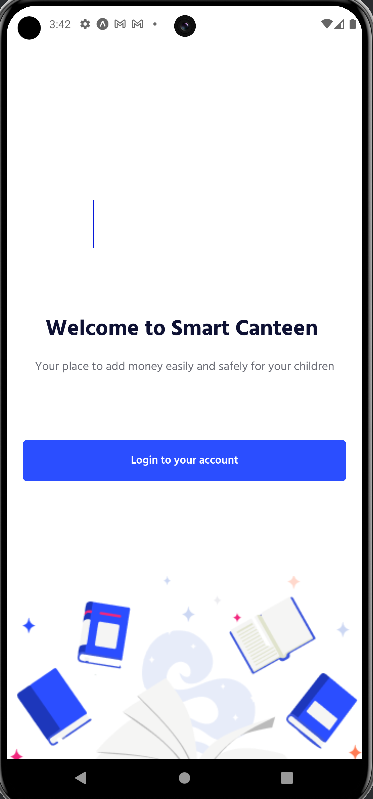 3:42
Welcome to Smart Canteen
Your place to add money easily and safely for your children
Login to your account